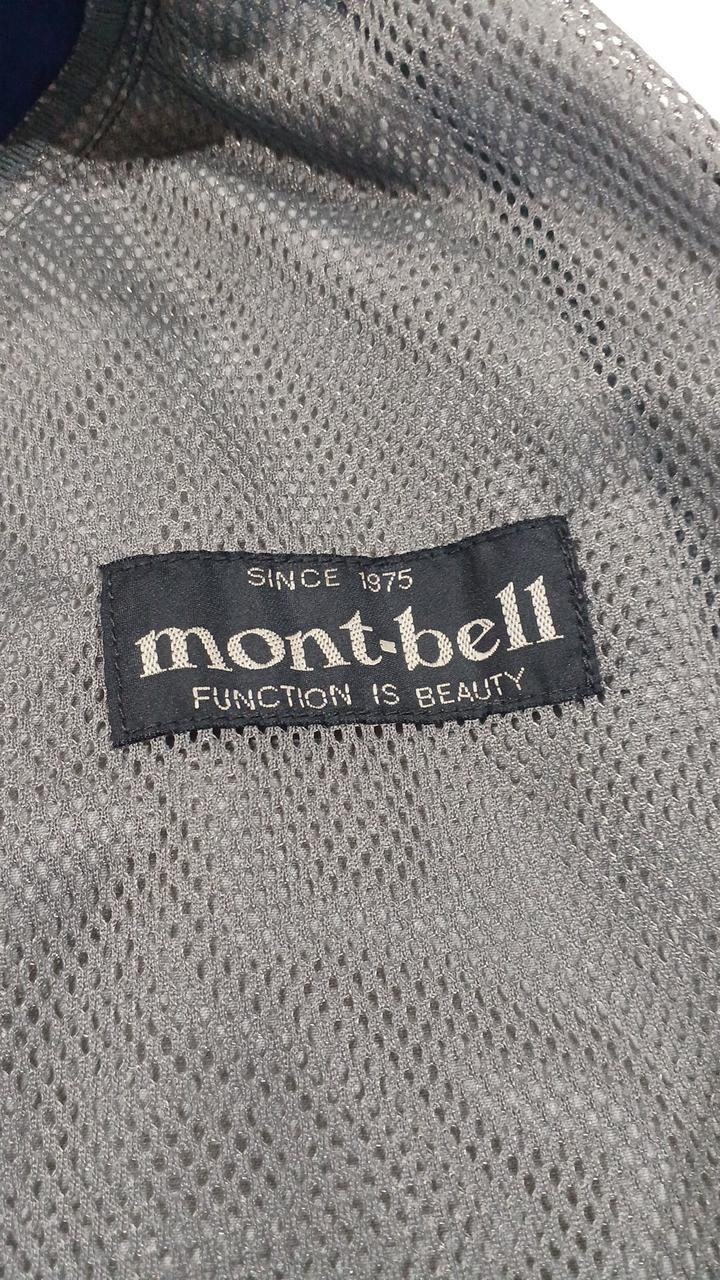 SINCE 1975
mont-bell
FUNCTION IS BEAUTY